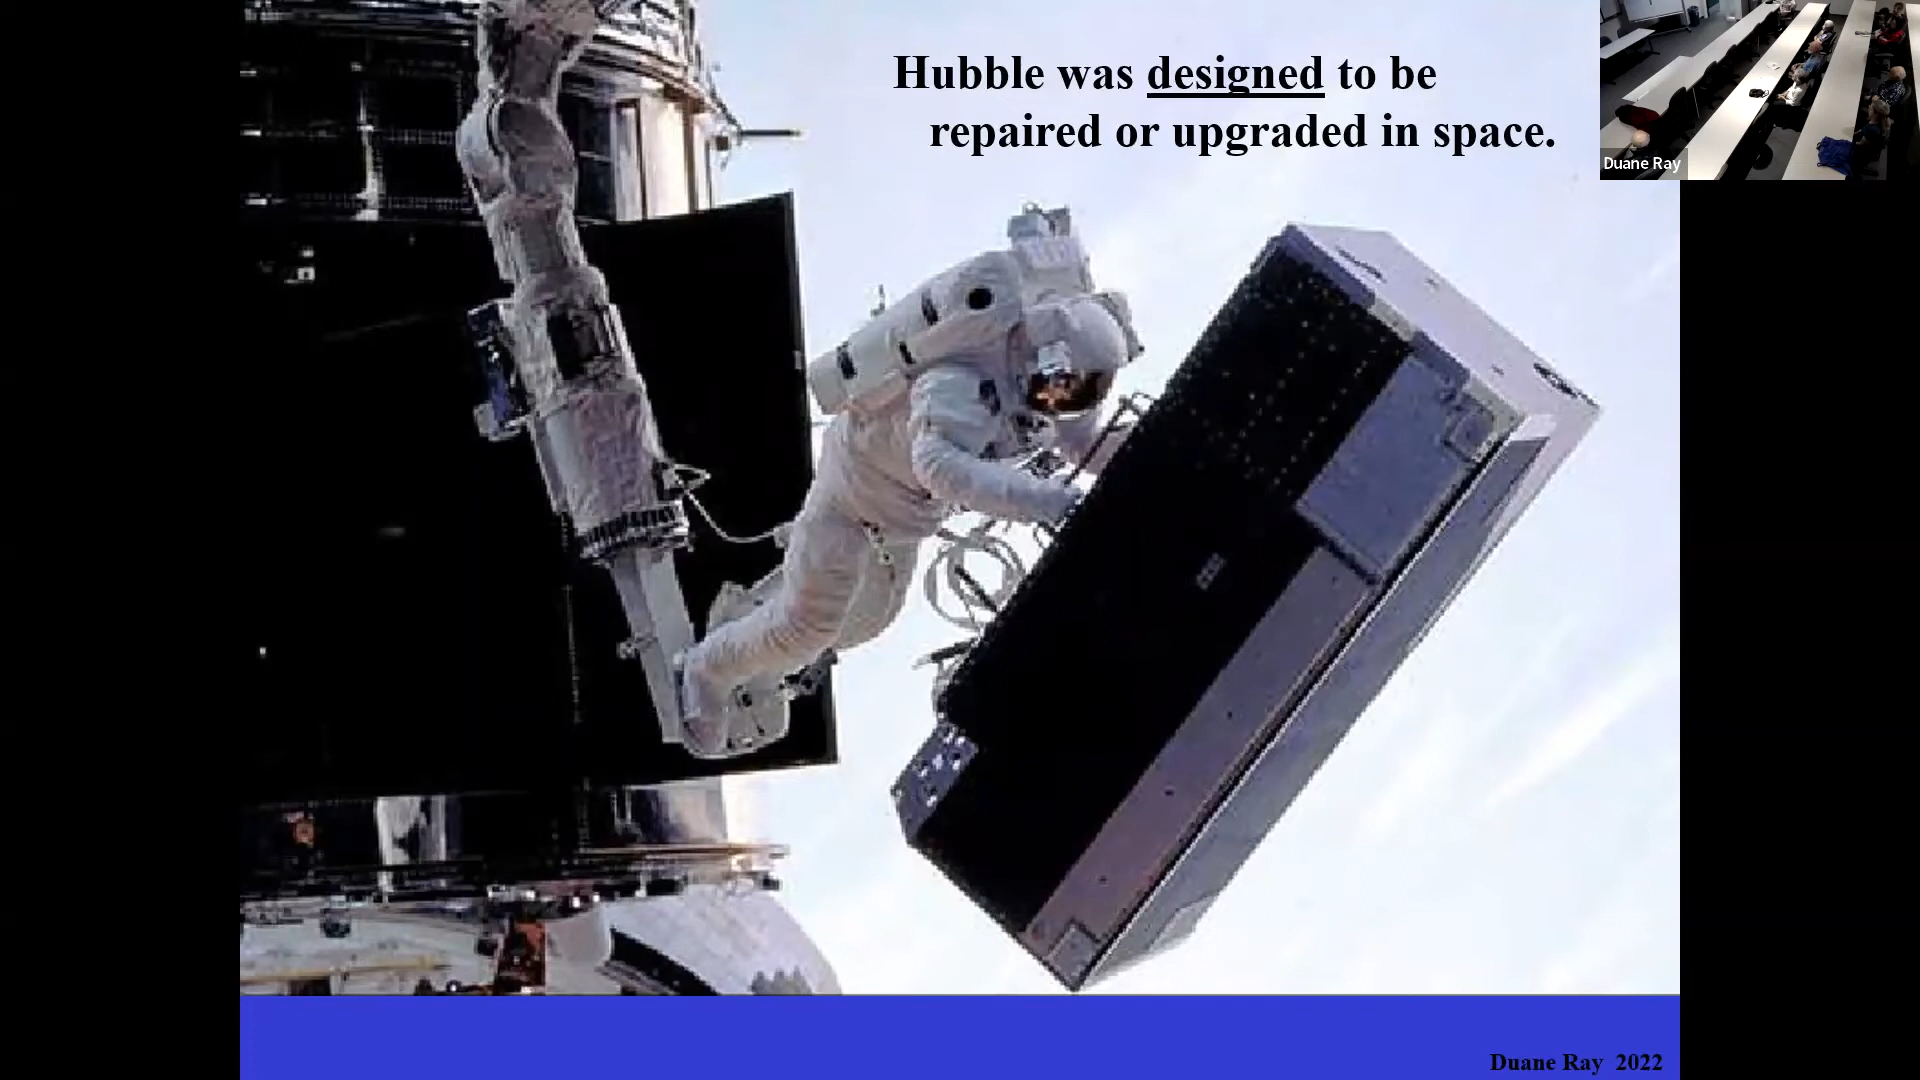 Hubble was designed to be
repaired or upgraded in space.
Duane Ray
Duane Ray 2022